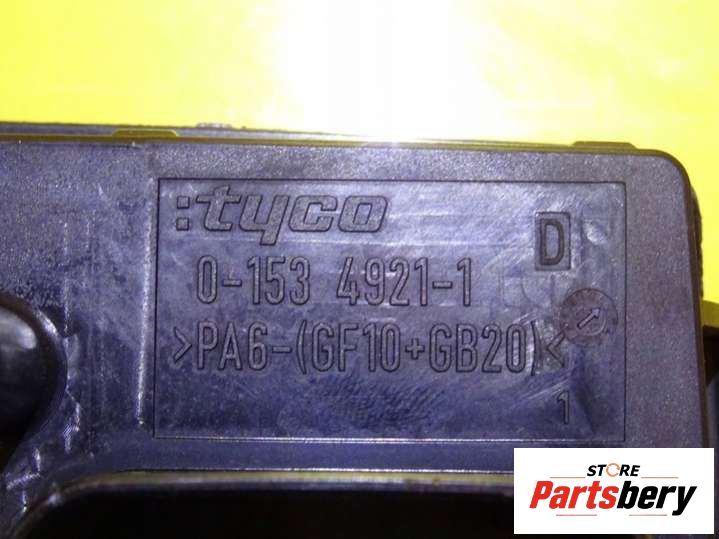 :tyco
D
0-153 4921-1
>PA6-(GF10+GB20)<
1
STORE
Partsbery